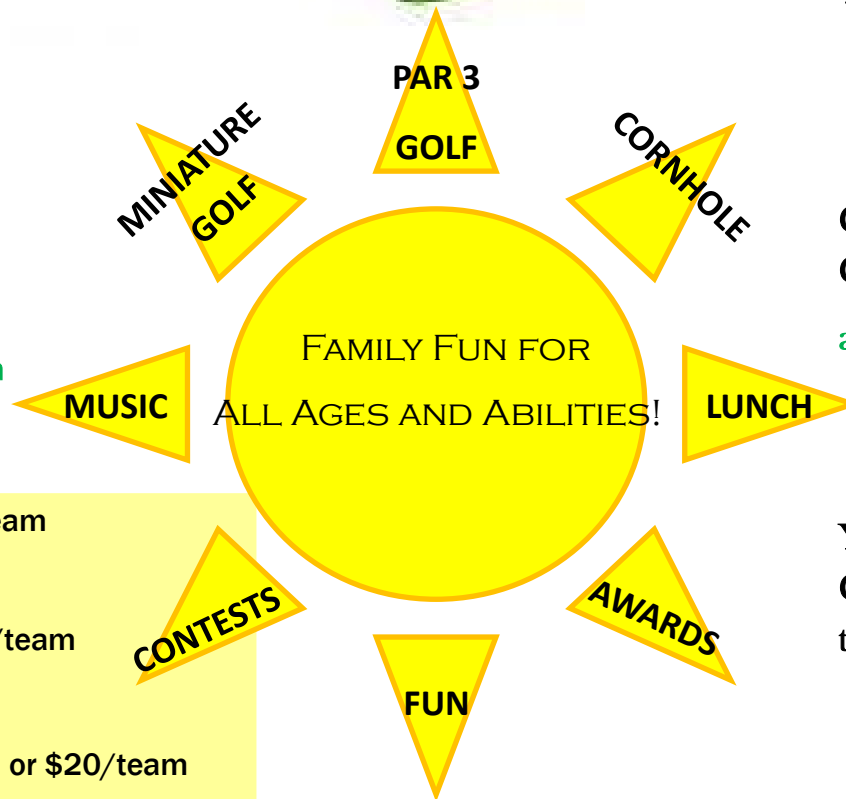 PAR 3
GOLF
MINIATURE
GOLF
CORNHOLE
FAMILY FUN FOR
ALL AGES AND ABILITIES!
MUSIC
LUNCH
/team
CONTESTS
AWARDS
FUN
or $20/team